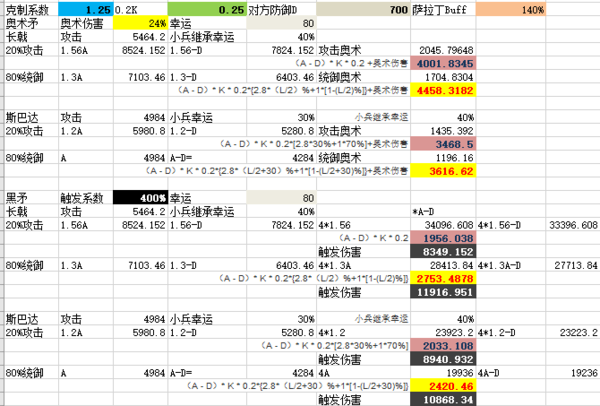 克制系数 1.25 0.2K 0.25 对方防御D 700 萨拉丁Buff 140%
奥术矛 奥术伤害 24% 幸运 80
长戟 攻击 5464.2 小兵继承幸运 40%
20%攻击 1.56A 8524.152 1.56-D 7824.152 攻击奥术 2045.79648
(A - D) * K * 0.2 +奥术伤害 4001.8345
80%统御 1.3A 7103.46 1.3-D 6403.46 统御奥术 1704.8304
(A - D) * K * 0.2*[2.8* (L/2) %+1*[1-(L/2)%]]+奥术伤害 4458.3182
斯巴达 4984 小兵幸运 30% 小兵继承幸运 40%
20%攻击 1.2A 5980.8 1.2-D 5280.8 攻击奥术 1435.392
(A - D) * K * 0.2*[2.8*30%+1*70%]+奥术伤害 3468.5
80%统御 A 4984 A-D= 4284 统御奥术 1196.16
(A - D) * K * 0.2*[2.8* (L/2+30) %+1*[1-(L/2+30)%]]+奥术伤害 3616.62
黑矛 触发系数 400% 幸运 80
长戟 攻击 5464.2 小兵继承幸运 40% *A-D
20%攻击 1.56A 8524.152 1.56-D 7824.152 4*1.56 34096.608 4*1.56-D 33396.608
(A - D) * K * 0.2 1956.038
触发伤害 8349.152
80%统御 1.3A 7103.46 1.3-D 6403.46 4*1.3A 28413.84 4*1.3A-D 27713.84
(A - D) * K * 0.2*[2.8* (L/2) %+1*[1-(L/2)%]] 2753.4878
触发伤害 11916.951
斯巴达 4984 小兵幸运 30% 小兵继承幸运 40%
20%攻击 1.2A 5980.8 1.2-D 5280.8 4*1.2 23923.2 4*1.2-D 23223.2
(A - D) * K * 0.2*[2.8*30%+1*70%] 2033.108
触发伤害 8940.932
80%统御 A 4984 A-D= 4284 4A 19936 4A-D 19236
(A - D) * K * 0.2*[2.8* (L/2+30) %+1*[1-(L/2+30)%]] 2420.46
触发伤害 10868.34